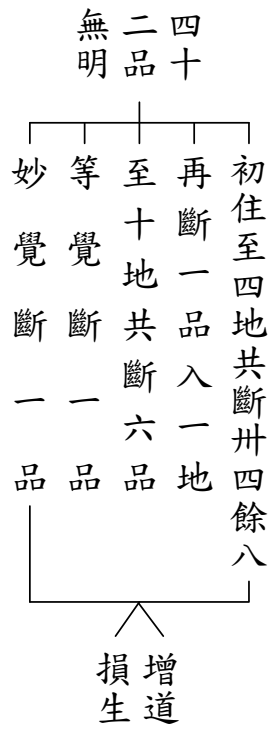 四十
二品
無明
初住至四地共斷卅四餘八
再斷一品入一地
至十地共斷六品
等覺斷一品
妙覺斷一品
增道
損生